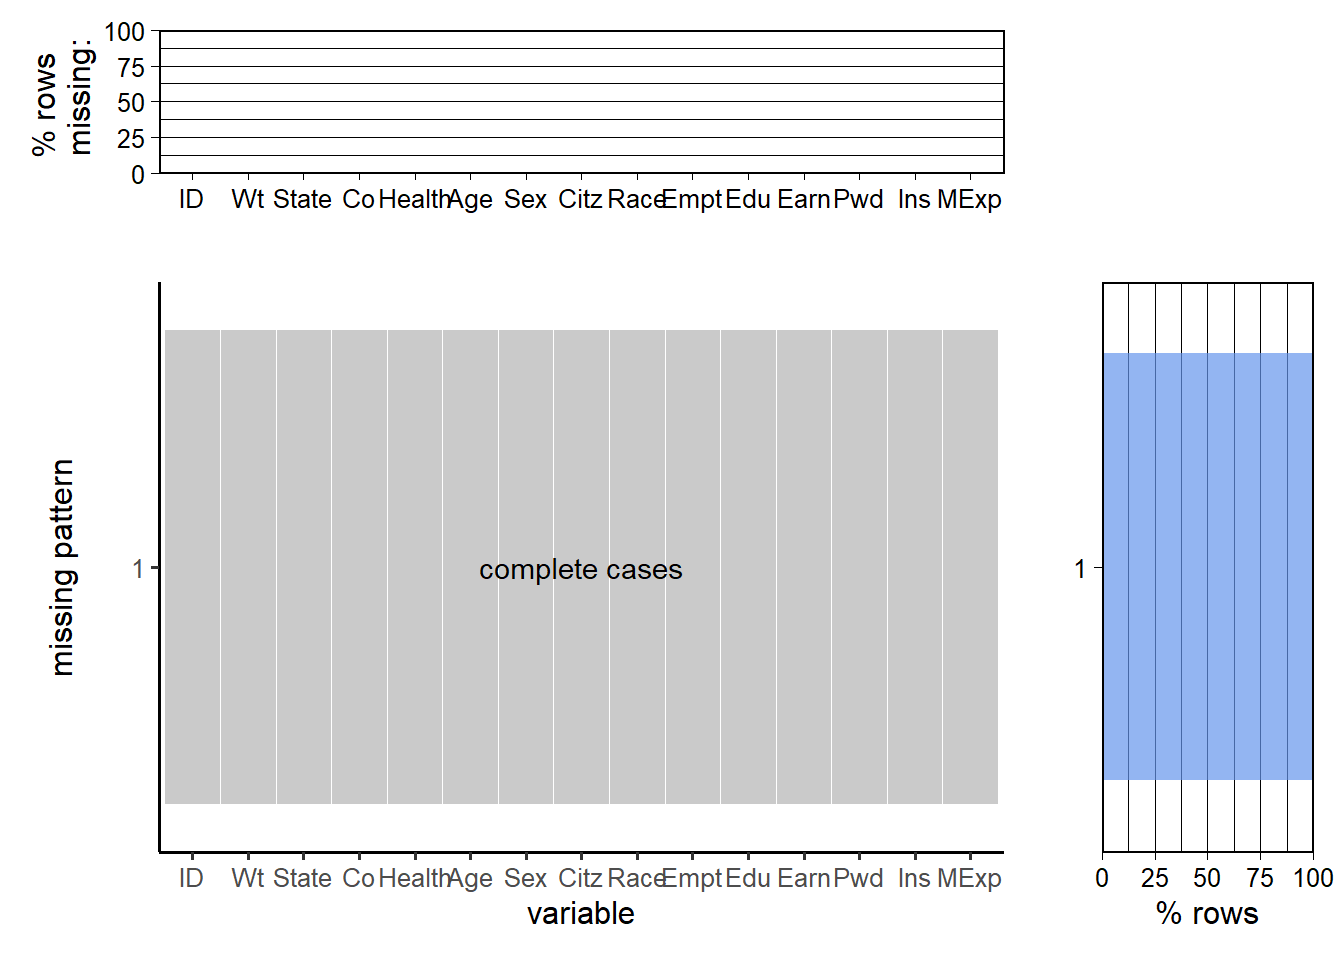 % rows
missing:
100
75
50
25
0
ID Wt State Co Health Age Sex Citz Race Empt Edu Earn Pwd Ins MExp
missing pattern
1
complete cases
ID Wt State Co Health Age Sex Citz Race Empt Edu Earn Pwd Ins MExp
variable
1
0 25 50 75 100
% rows